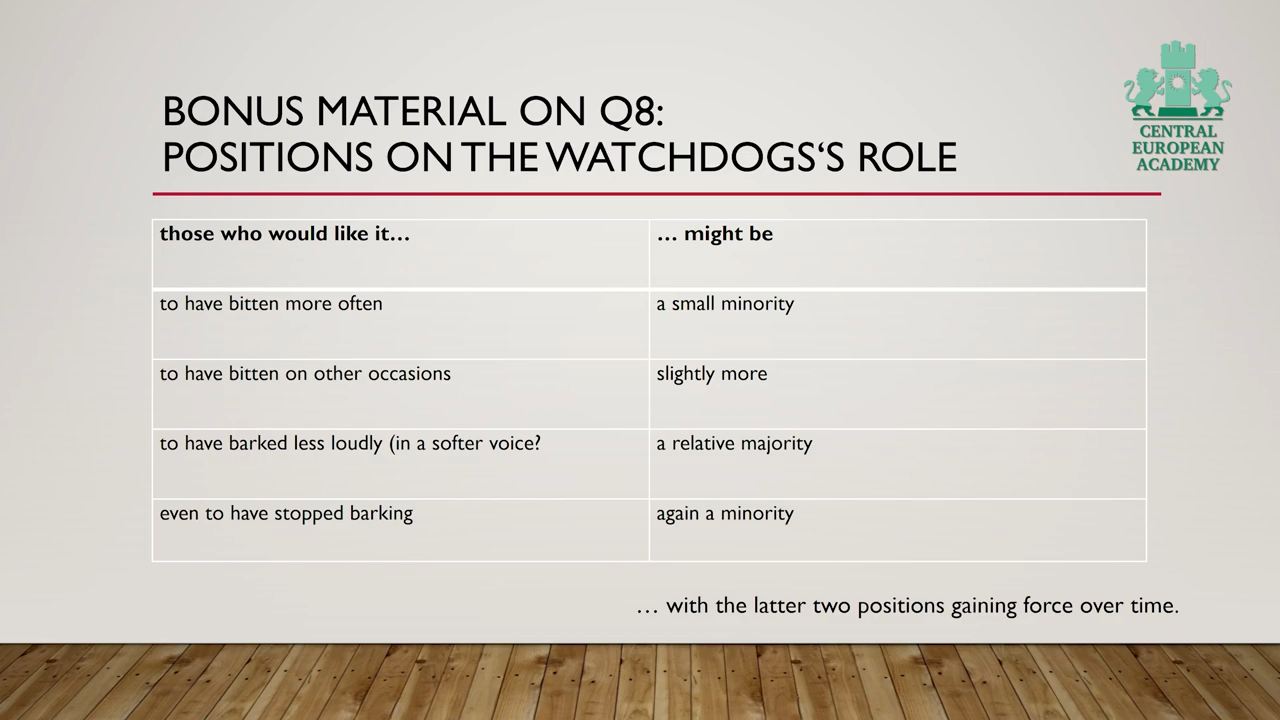 BONUS MATERIAL ON Q8:
POSITIONS ON THE WATCHDOGS‘S ROLE
CENTRAL
EUROPEAN
ACADEMY
those who would like it…
… might be
to have bitten more often
a small minority
to have bitten on other occasions
slightly more
to have barked less loudly (in a softer voice?
a relative majority
even to have stopped barking
again a minority
… with the latter two positions gaining force over time.